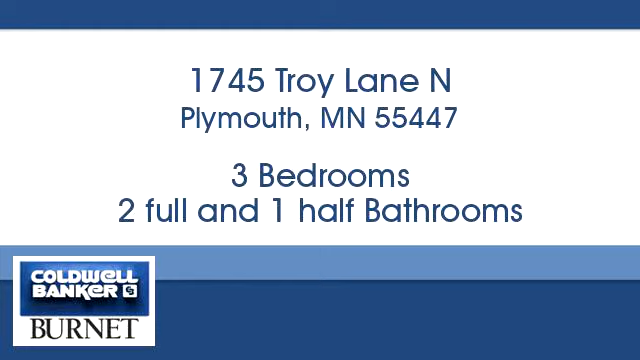 1745 Troy Lane N
Plymouth, MN 55447
3 Bedrooms
2 full and 1 half Bathrooms
COLDWELL
BANKER
BURNET